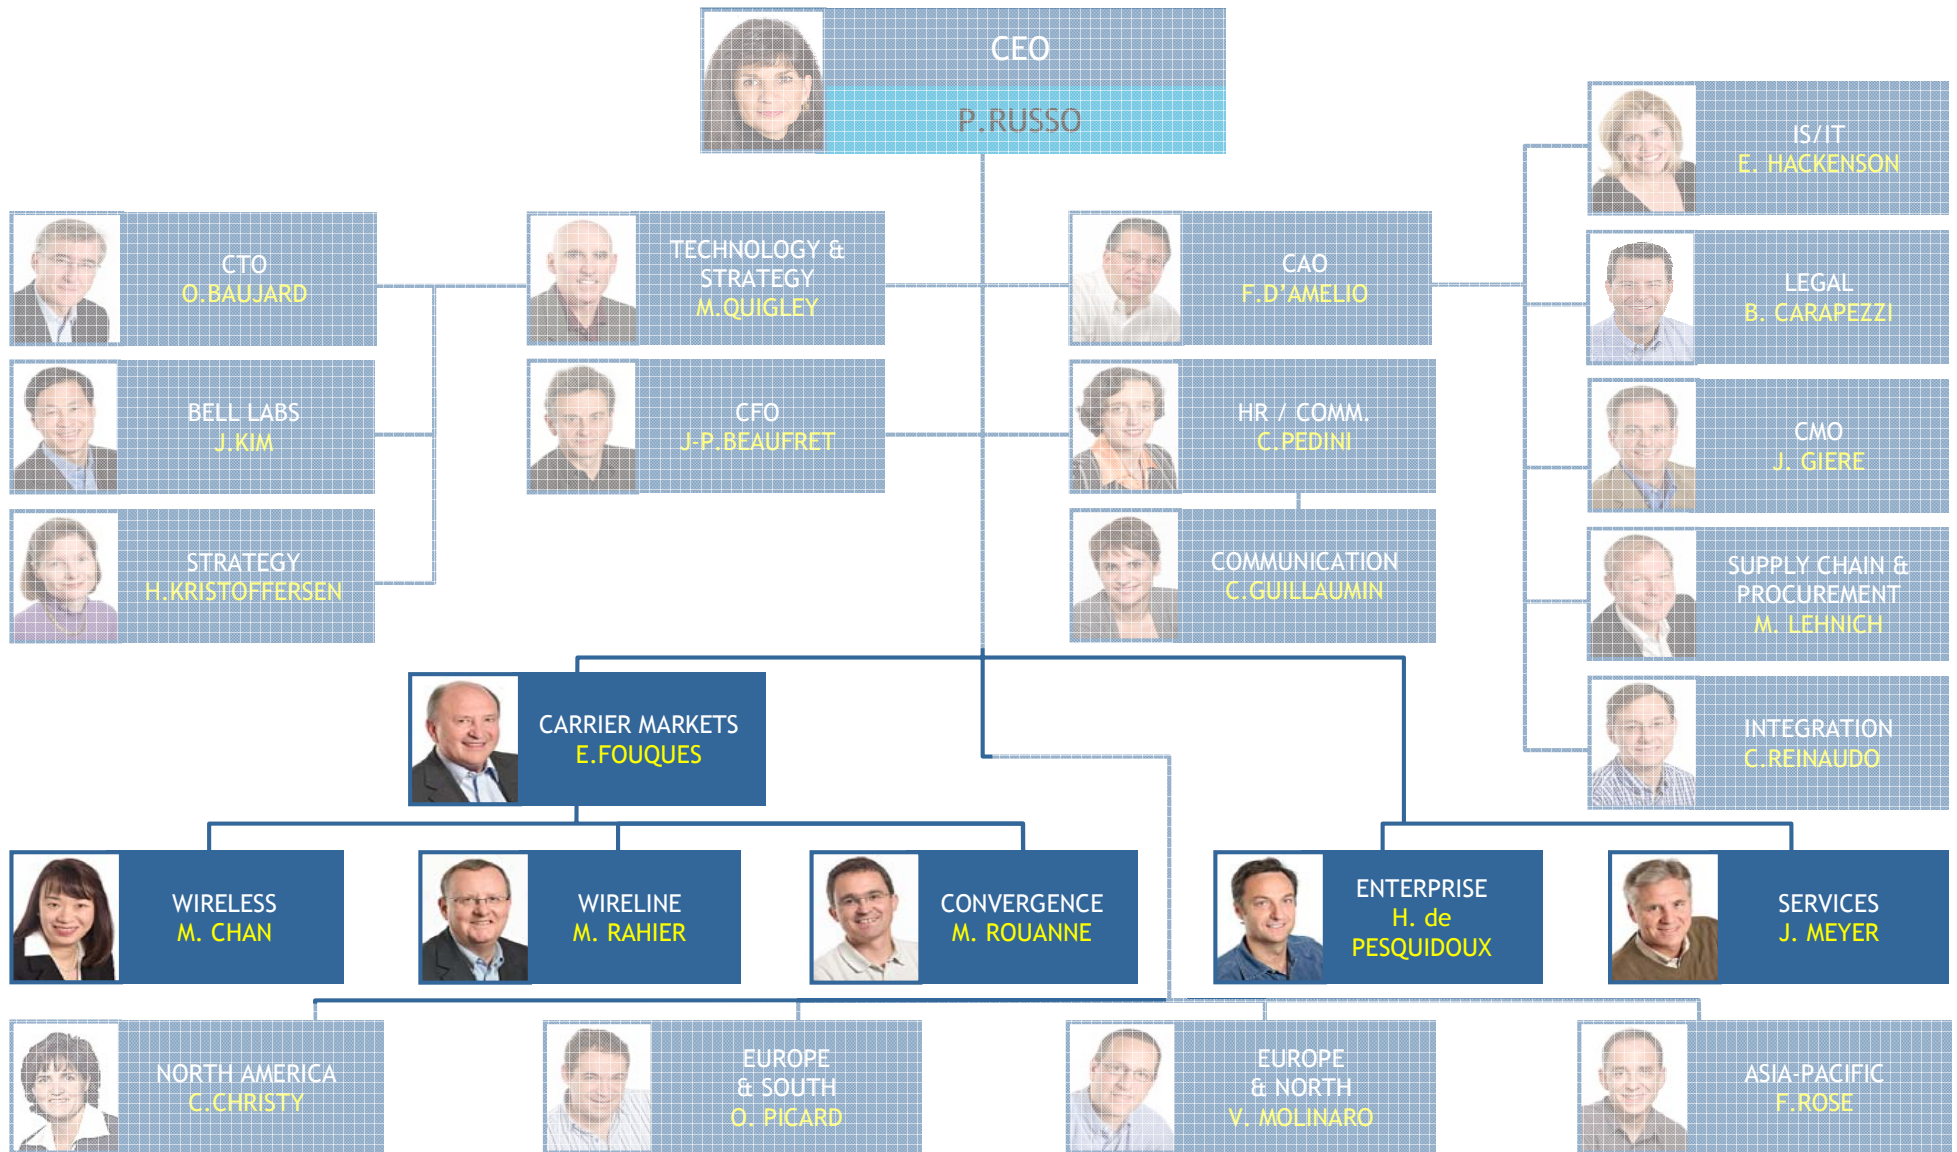 CEO
P.RUSSO
IS/IT
E. HACKENSON
CTO
O.BAUJARD
TECHNOLOGY &
STRATEGY
M.QUIGLEY
CAO
F.D’AMELIO
LEGAL
B. CARAPEZZI
BELL LABS
J.KIM
CFO
J-P.BEAUFRET
HR / COMM.
C.PEDINI
CMO
J. GIERE
STRATEGY
H.KRISTOFFERSEN
COMMUNICATION
C.GUILLAUMIN
SUPPLY CHAIN &
PROCUREMENT
M. LEHNICH
CARRIER MARKETS
E.FOUQUES
INTEGRATION
C.REINAUDO
WIRELESS
M. CHAN
WIRELINE
M. RAHIER
CONVERGENCE
M. ROUANNE
ENTERPRISE
H. de
PESQUIDOUX
SERVICES
J. MEYER
NORTH AMERICA
C.CHRISTY
EUROPE
& SOUTH
O. PICARD
EUROPE
& NORTH
V. MOLINARO
ASIA-PACIFIC
F.ROSE